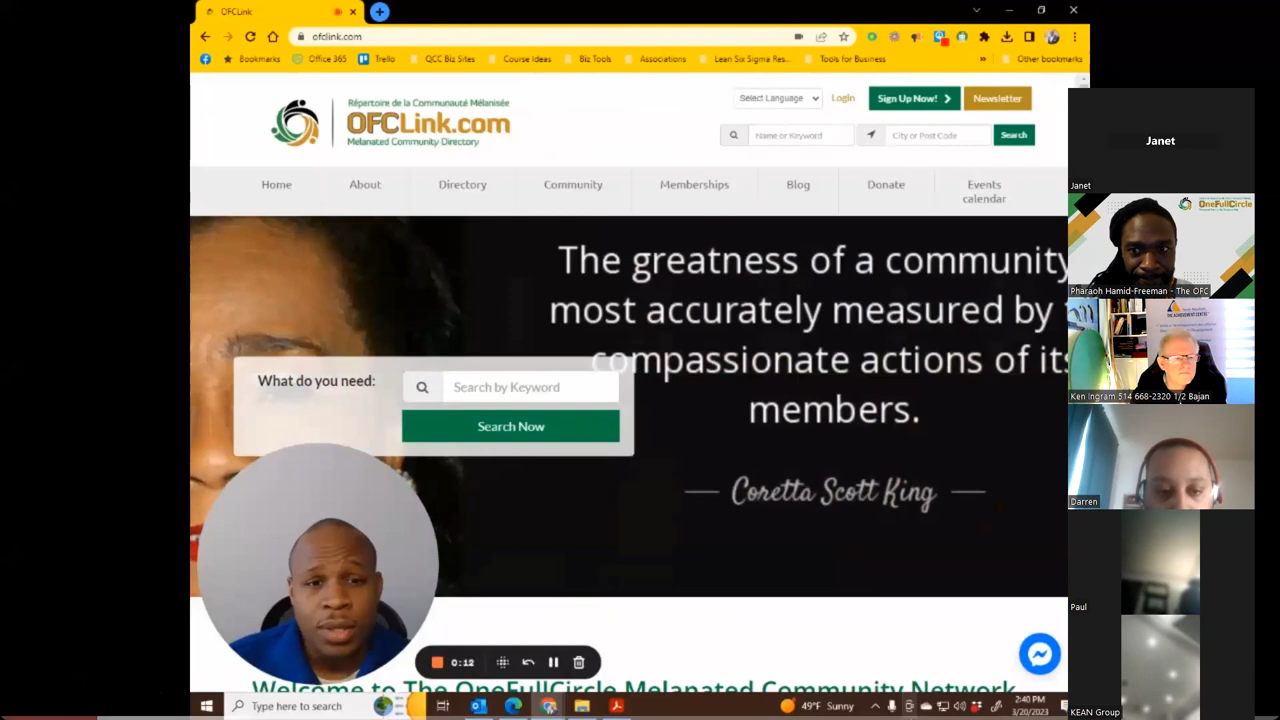 OFCLink
ofclink.com
Bookmarks
Office 365
Trello
QCC Biz Sites
Course Ideas
Biz Tools
Associations
Lean Six Sigma Res...
Tools for Business
»
Other bookmarks
Répertoire de la Communauté Mélanisée
OFCLink.com
Melanated Community Directory
Select Language
Login
Sign Up Now!
Newsletter
Name or Keyword
City or Post Code
Search
Home
About
Directory
Community
Memberships
Blog
Donate
Events
calendar
The greatness of a community
most accurately measured by
compassionate actions of its
members.
Coretta Scott King
What do you need:
Search by Keyword
Search Now
0:12
Welcome to The OneFullCircle Melanated Community Network
Type here to search
49°F Sunny
2:40 PM
3/20/2023
Janet
Janet
OneFullCircle
Pharaoh Hamid-Freeman - The OFC
THE ACHIEVEMENT CENTRE
Ken Ingram 514 668-2320 1/2 Bajan
Darren
Paul
KEAN Group